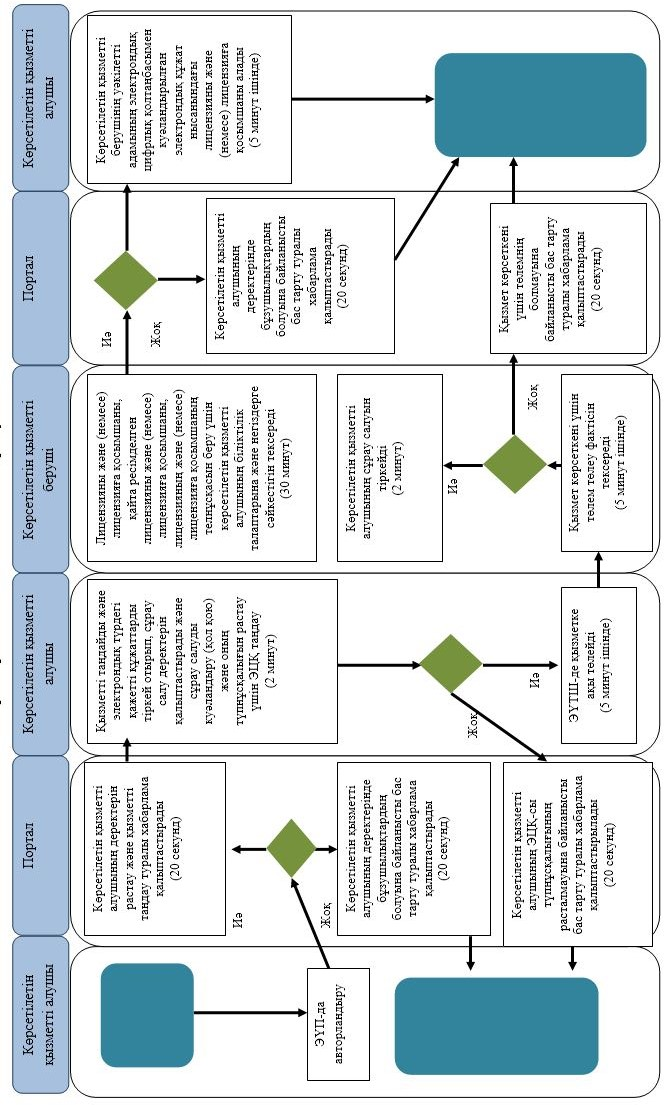 Көрсетілетін
қызметті алушы
Портал
Көрсетілетін қызметті
алушы
Көрсетілетін қызметті
беруші
Портал
Көрсетілетін қызметті
алушы
ЭҮП-да
авторландыру
Көрсетілетін қызметті
алушының деректерін
растау және қызметті
таңдау туралы хабарлама
қалыптастырады
(20 секунд)
Иә
Жоқ
Көрсетілетін қызметті
алушының деректерінде
бұзушылықтардың
болуына байланысты бас
тарту туралы хабарлама
қалыптастырады
(20 секунд)
Көрсетілетін қызметті
алушының ЭЦҚ-сы
түпнұсқалығының
расталмауына байланысты
бас тарту туралы хабарлама
қалыптастырылады
(20 секунд)
Қызметті таңдайды және
электрондық түрдегі
қажетті құжаттарды
тіркей отырып, сұрау
салу деректерін
қалыптастырады және
сұрау салуды
куәландыру (қол қою)
және оның
түпнұсқалығын растау
үшін ЭЦҚ таңдау
(2 минут)
Жоқ
Иә
ЭҮТШ-де қызметке
ақы төлейді
(5 минут ішінде)
Лицензияны және (немесе)
лицензияға қосымшаны,
қайта ресімделген
лицензияны және (немесе)
лицензияға қосымшаны,
лицензияның және (немесе)
лицензияға қосымшаның
телнұсқасын беру үшін
көрсетілетін қызметті
алушының біліктілік
талаптарына және негіздерге
сәйкестігін тексереді
(30 минут)
Көрсетілетін қызметті
алушының сұрау салуын
тіркейді
(2 минут)
Иә
Жоқ
Қызмет көрсеткені үшін
төлем төлеу фактісін
тексереді
(5 минут ішінде)
Иә
Жоқ
Көрсетілетін қызметті
алушының
деректерінде
бұзушылықтардың
болуына байланысты
бас тарту туралы
хабарлама
қалыптастырады
(20 секунд)
Қызмет көрсеткені
үшін төлемнің
болмауына
байланысты бас тарту
туралы хабарлама
қалыптастырады
(20 секунд)
Көрсетілетін қызметті
берушінің уәкілетті
адамының электрондық
цифрлық қолтаңбасымен
куәландырылған
электрондық құжат
нысанындағы
лицензияны және
(немесе) лицензияға
қосымшаны алады
(5 минут ішінде)